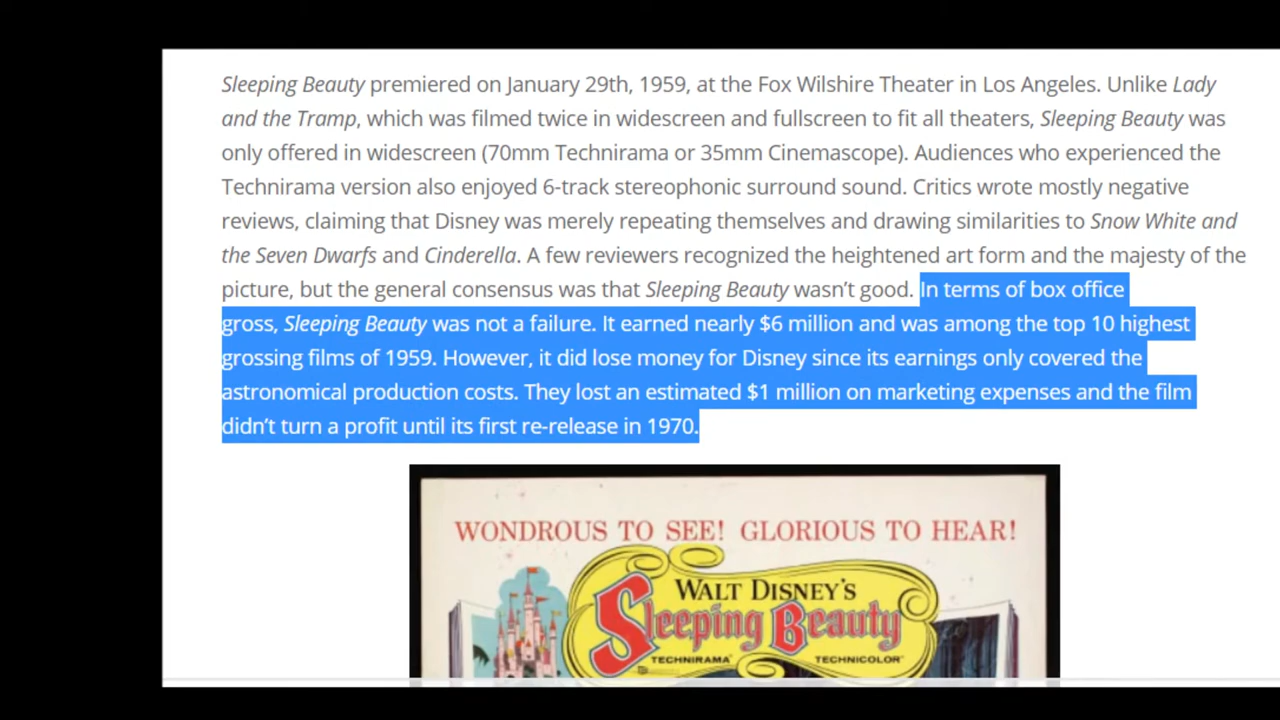 Sleeping Beauty premiered on January 29th, 1959, at the Fox Wilshire Theater in Los Angeles. Unlike Lady
and the Tramp, which was filmed twice in widescreen and fullscreen to fit all theaters, Sleeping Beauty was
only offered in widescreen (70mm Technirama or 35mm Cinemascope). Audiences who experienced the
Technirama version also enjoyed 6-track stereophonic surround sound. Critics wrote mostly negative
reviews, claiming that Disney was merely repeating themselves and drawing similarities to Snow White and
the Seven Dwarfs and Cinderella. A few reviewers recognized the heightened art form and the majesty of the
picture, but the general consensus was that Sleeping Beauty wasn’t good. In terms of box office
gross, Sleeping Beauty was not a failure. It earned nearly $6 million and was among the top 10 highest
grossing films of 1959. However, it did lose money for Disney since its earnings only covered the
astronomical production costs. They lost an estimated $1 million on marketing expenses and the film
didn’t turn a profit until its first re-release in 1970.
WONDROUS TO SEE! GLORIOUS TO HEAR!
WALT DISNEY'S
Sleeping Beauty
TECHNIRAMA TECHNICOLOR